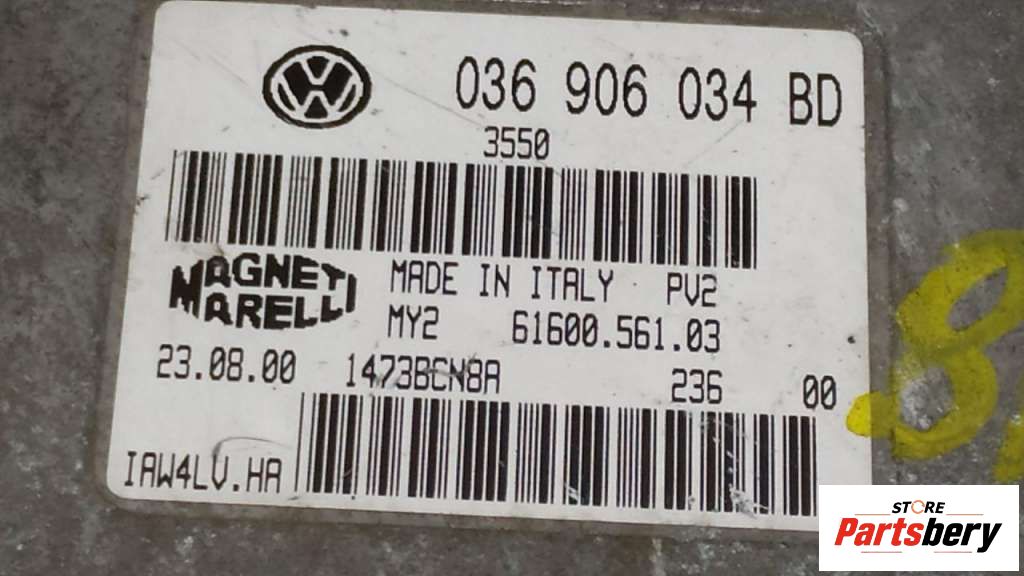 036 906 034 BD
3550
MAGNETI MADE IN ITALY PV2
MARELLI MY2 61600.561.03
23.08.00 1473BCN8A 236 00
IAW4LV.HA
STORE
Partsbery